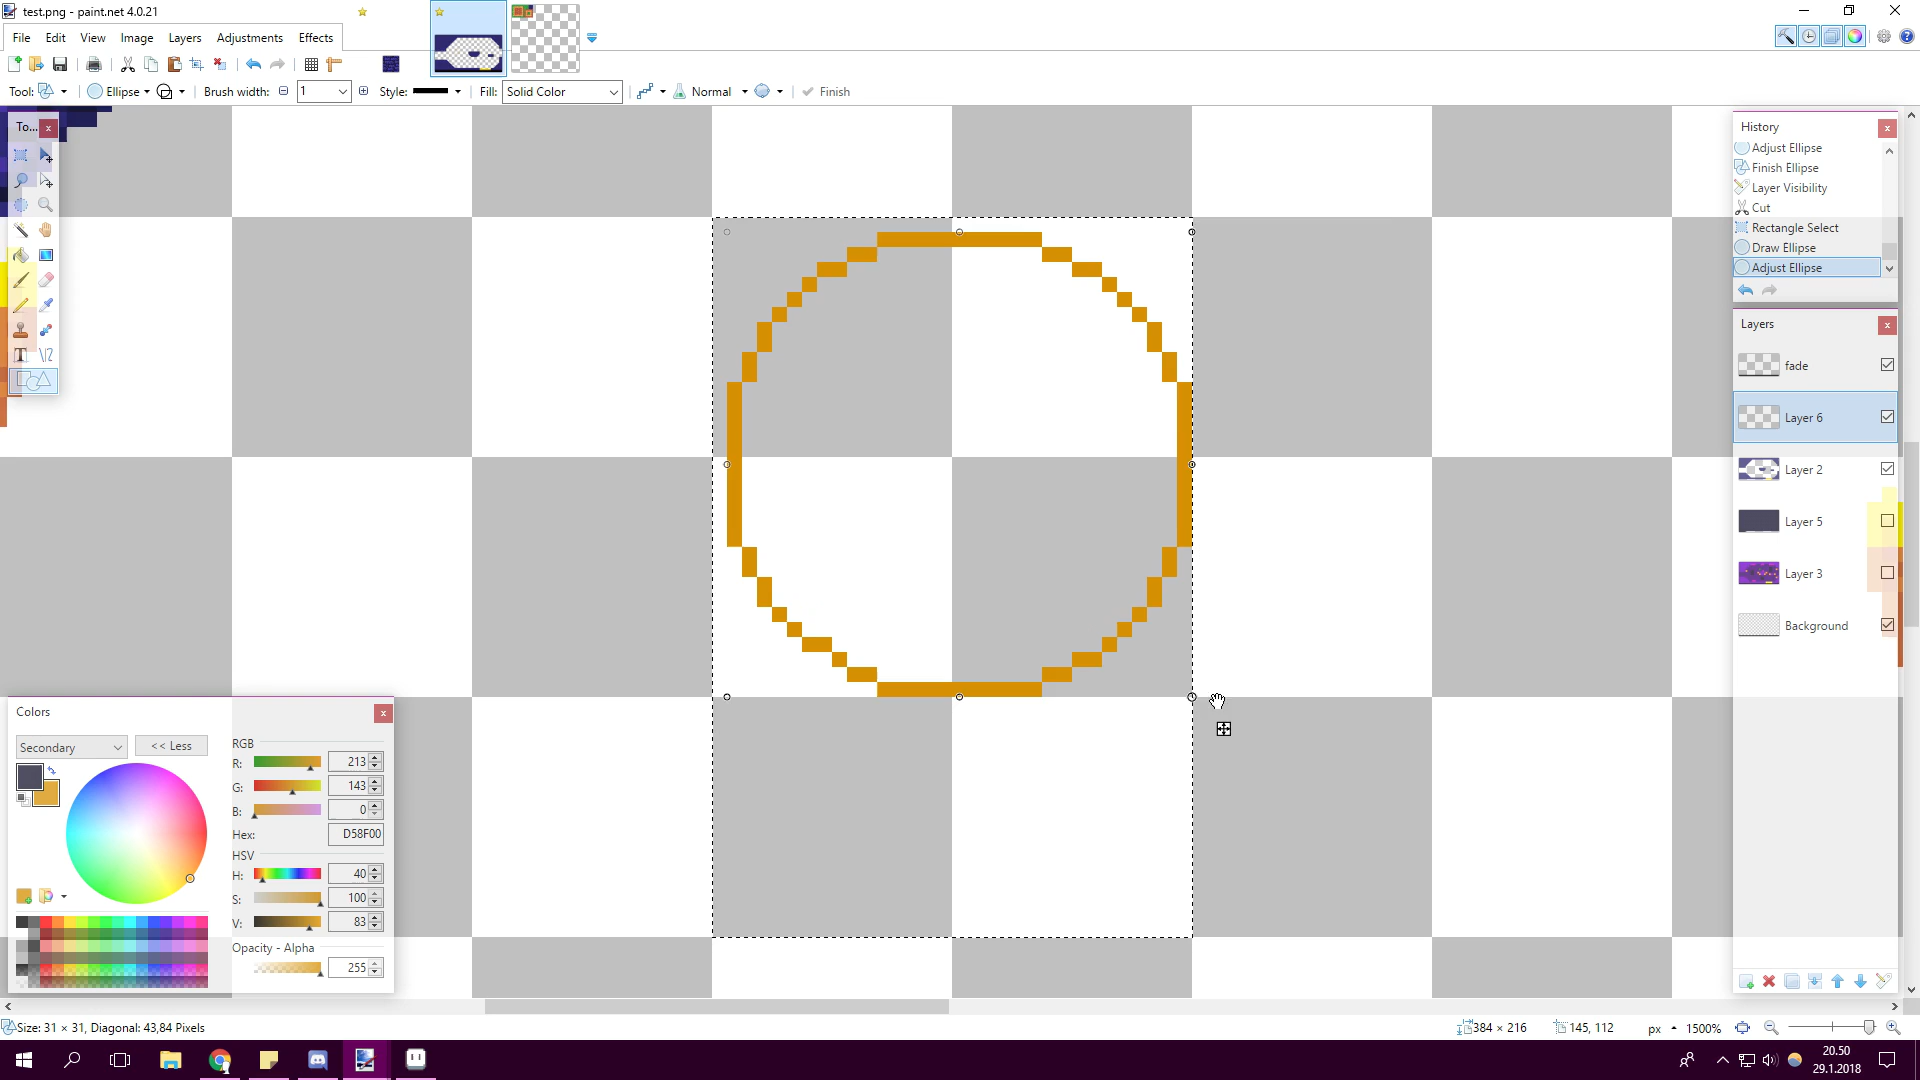 test.png - paint.net 4.0.21
File Edit View Image Layers Adjustments Effects
Tool: Ellipse Brush width: 1 Style: Fill: Solid Color Normal Finish
To...
History
Adjust Ellipse
Finish Ellipse
Layer Visibility
Cut
Rectangle Select
Draw Ellipse
Adjust Ellipse
Layers
fade
Layer 6
Layer 2
Layer 5
Layer 3
Background
Colors
Secondary
<< Less
RGB
R: 213
G: 143
B: 0
Hex: D58F00
HSV
H: 40
S: 100
V: 83
Opacity - Alpha
255
Size: 31 × 31, Diagonal: 43,84 Pixels
384 × 216
145, 112
px
1500%
20.50
29.1.2018